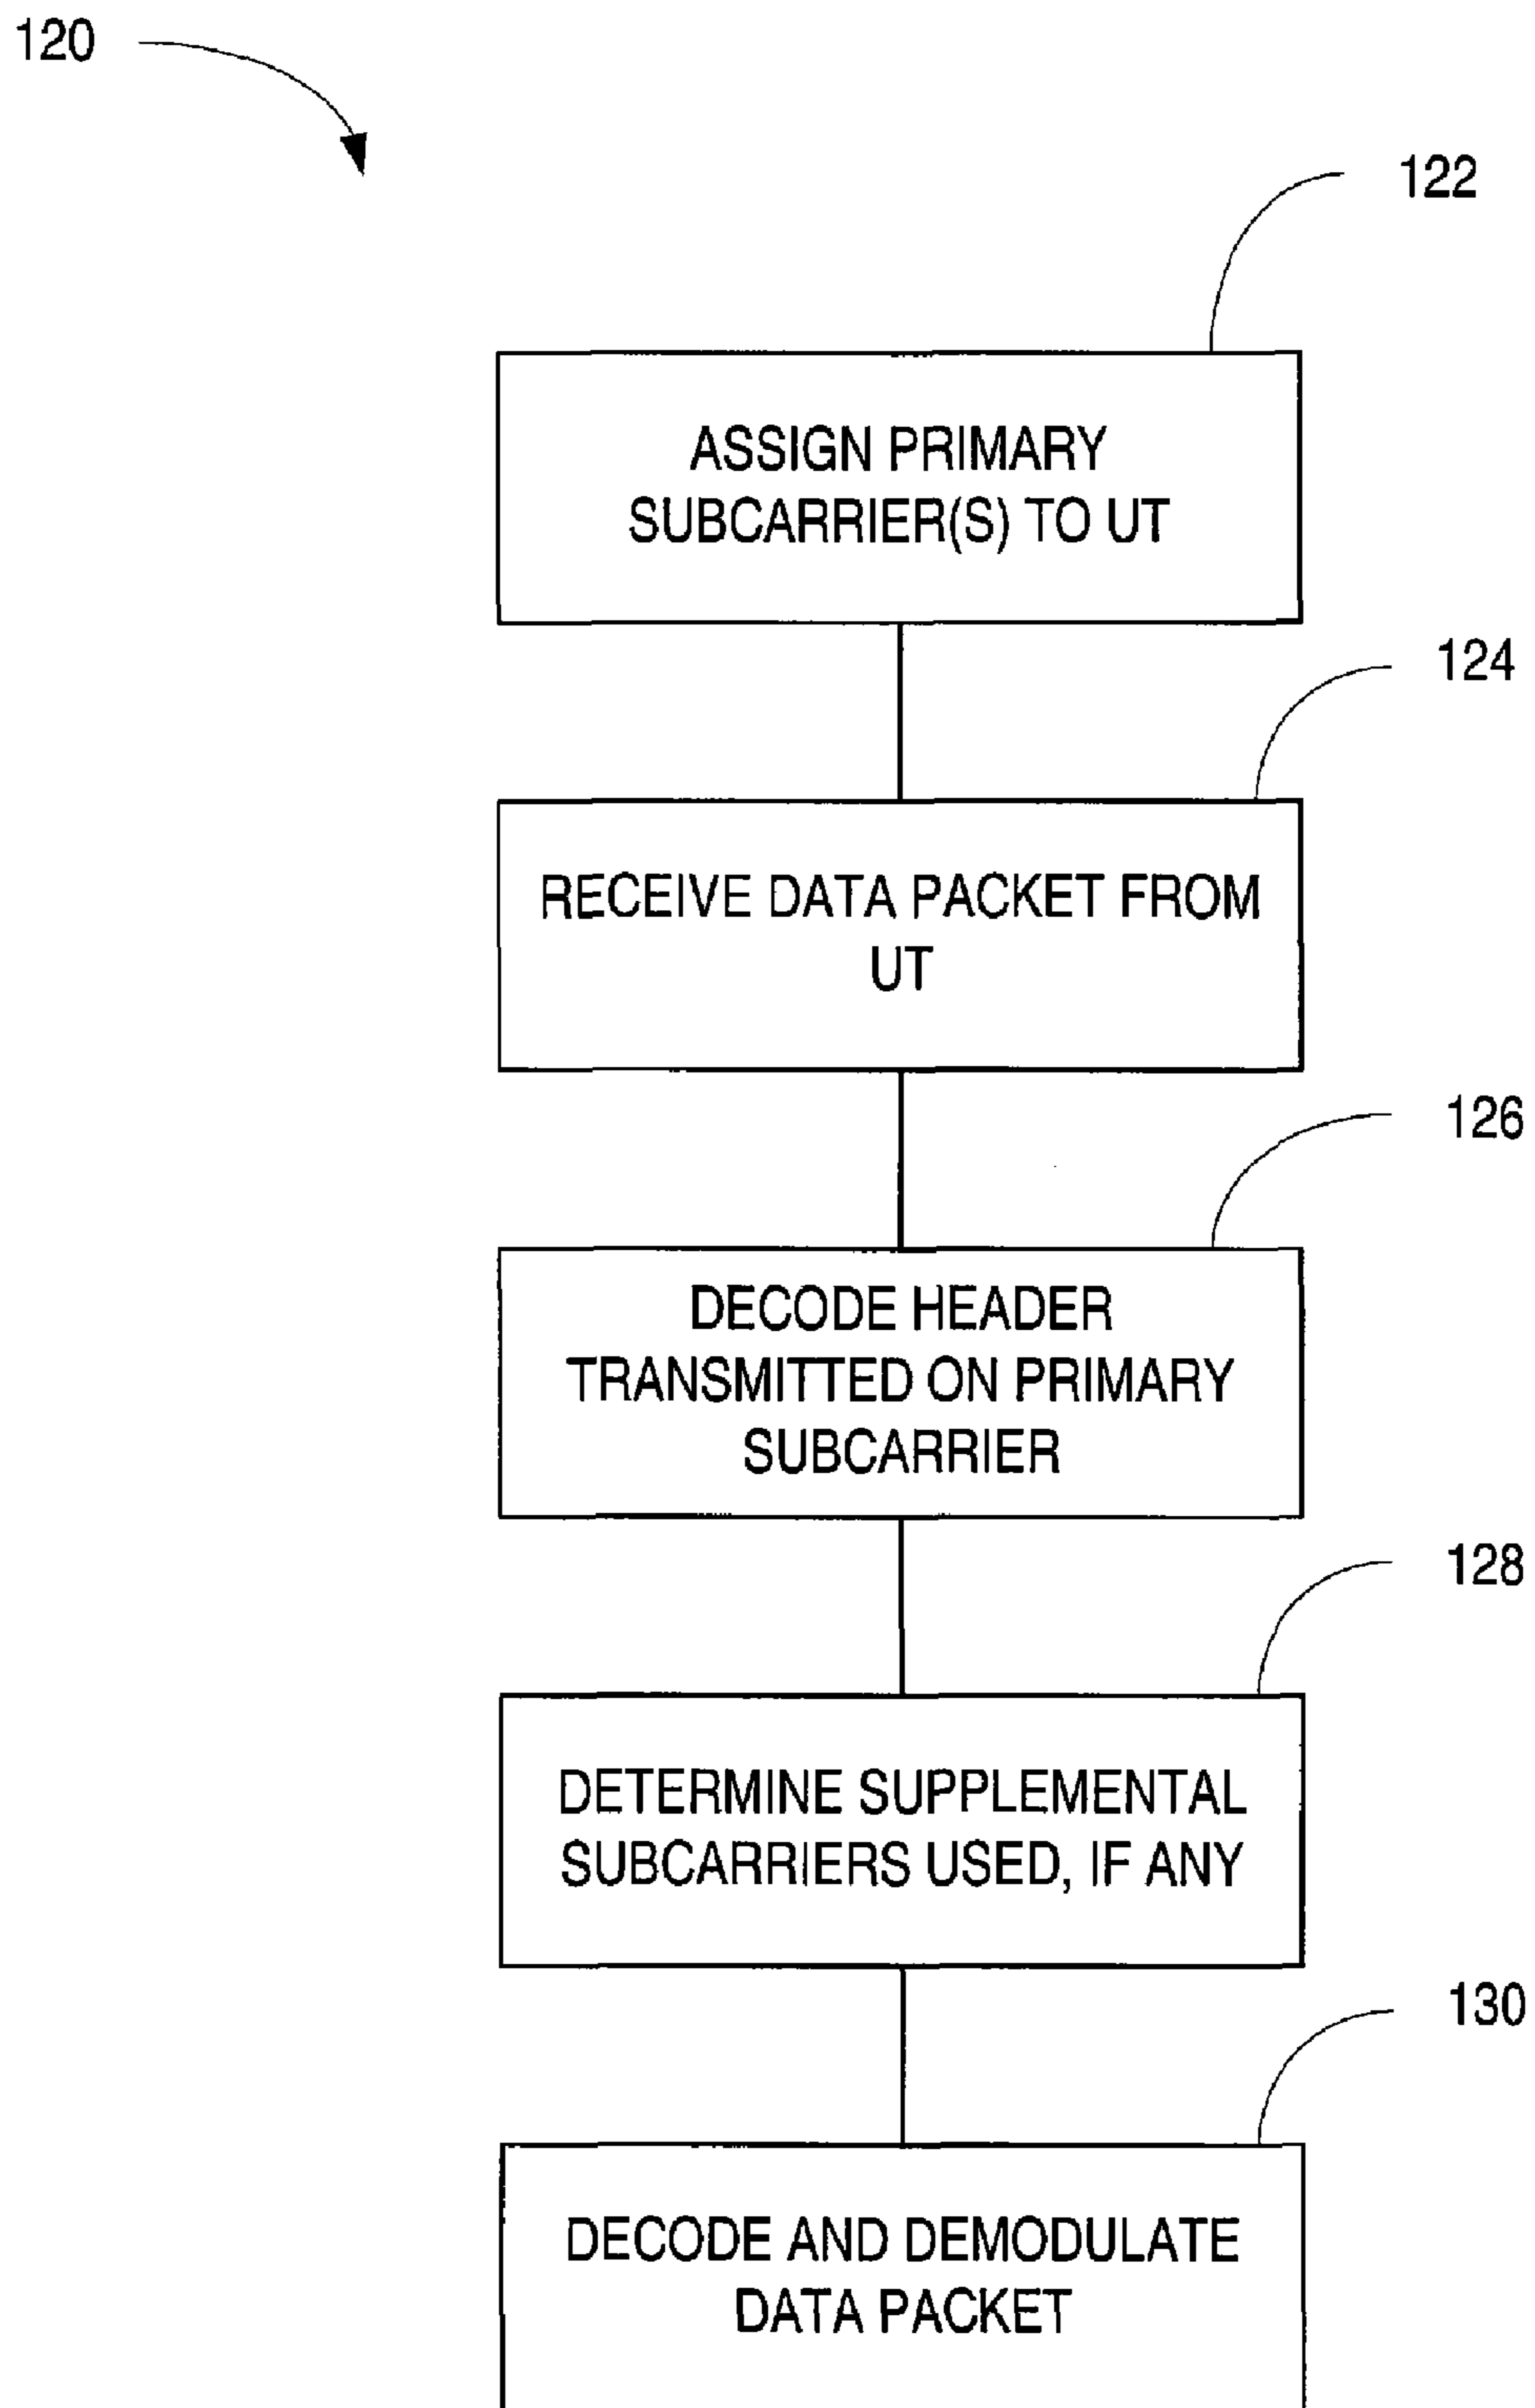 120
122
ASSIGN PRIMARY
SUBCARRIER(S) TO UT
124
RECEIVE DATA PACKET FROM
UT
126
DECODE HEADER
TRANSMITTED ON PRIMARY
SUBCARRIER
128
DETERMINE SUPPLEMENTAL
SUBCARRIERS USED, IF ANY
130
DECODE AND DEMODULATE
DATA PACKET